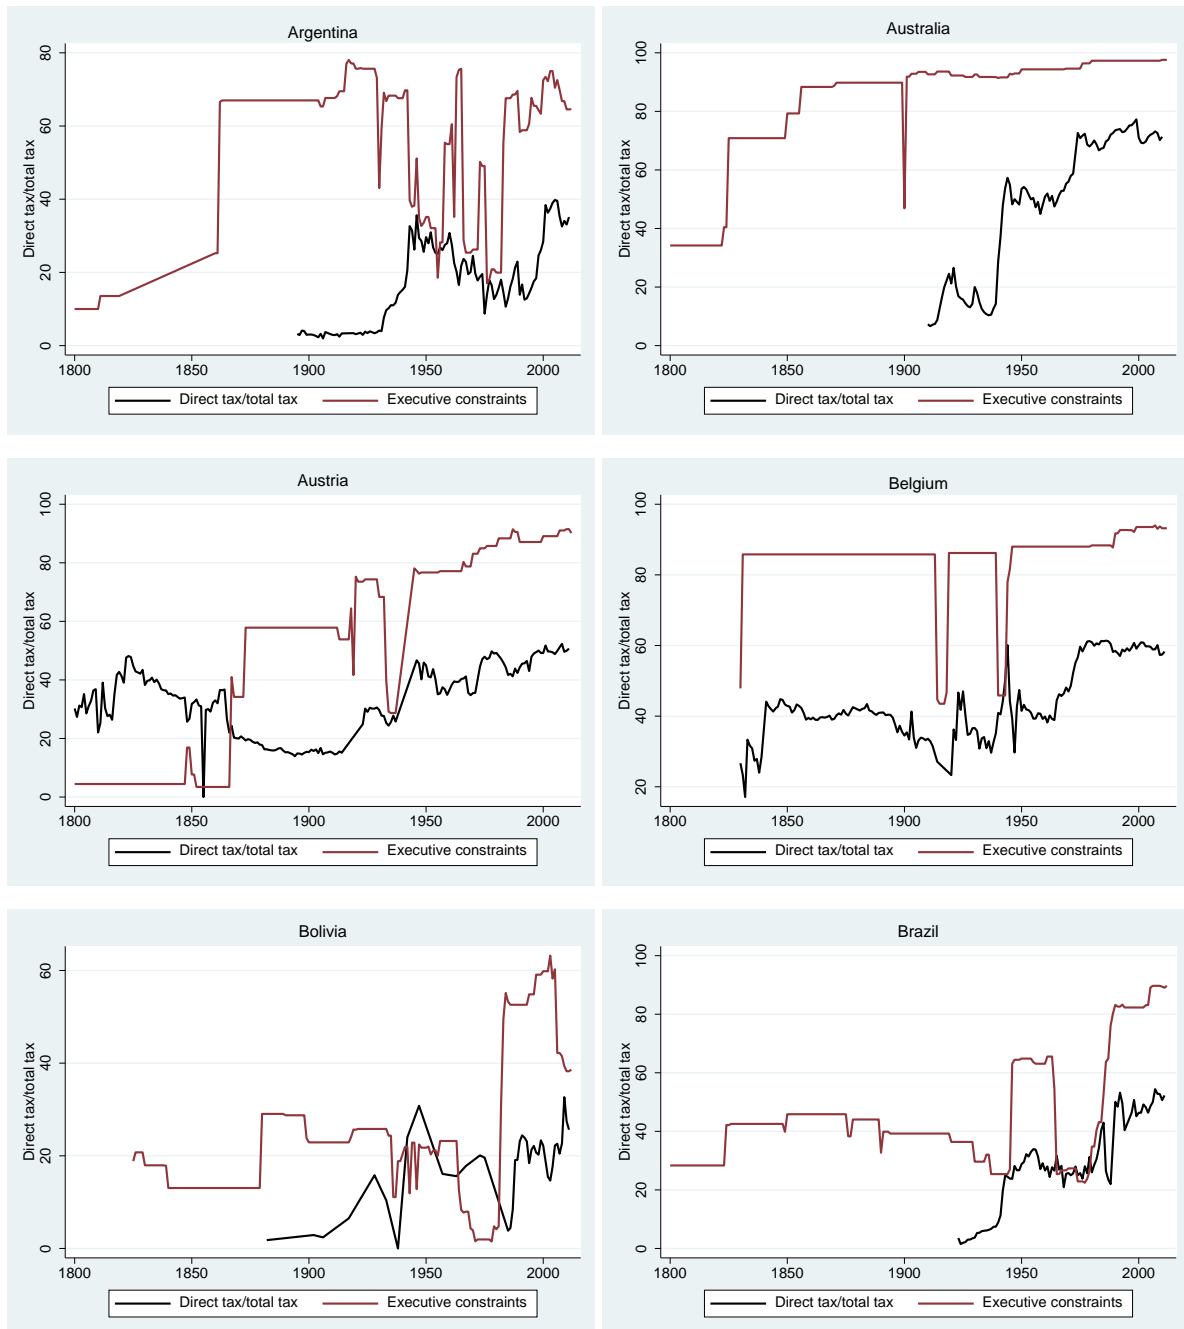 Argentina
Direct tax/total tax
80
60
40
20
0
1800 1850 1900 1950 2000
Direct tax/total tax Executive constraints
Australia
Direct tax/total tax
100
80
60
40
20
0
1800 1850 1900 1950 2000
Direct tax/total tax Executive constraints
Austria
Direct tax/total tax
100
80
60
40
20
0
1800 1850 1900 1950 2000
Direct tax/total tax Executive constraints
Belgium
Direct tax/total tax
100
80
60
40
20
1800 1850 1900 1950 2000
Direct tax/total tax Executive constraints
Bolivia
Direct tax/total tax
60
40
20
0
1800 1850 1900 1950 2000
Direct tax/total tax Executive constraints
Brazil
Direct tax/total tax
100
80
60
40
20
0
1800 1850 1900 1950 2000
Direct tax/total tax Executive constraints